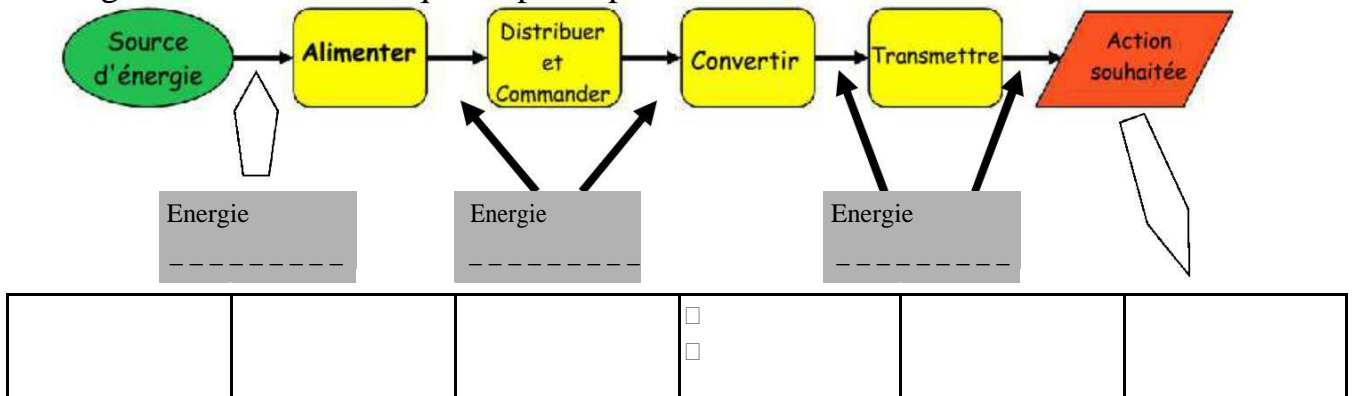 Source
d'énergie
Alimenter
Distribuer
et
Commander
Convertir
Transmettre
Action
souhaitée
Energie
_ _ _ _ _ _ _ _ _
Energie
_ _ _ _ _ _ _ _ _
Energie
_ _ _ _ _ _ _ _ _